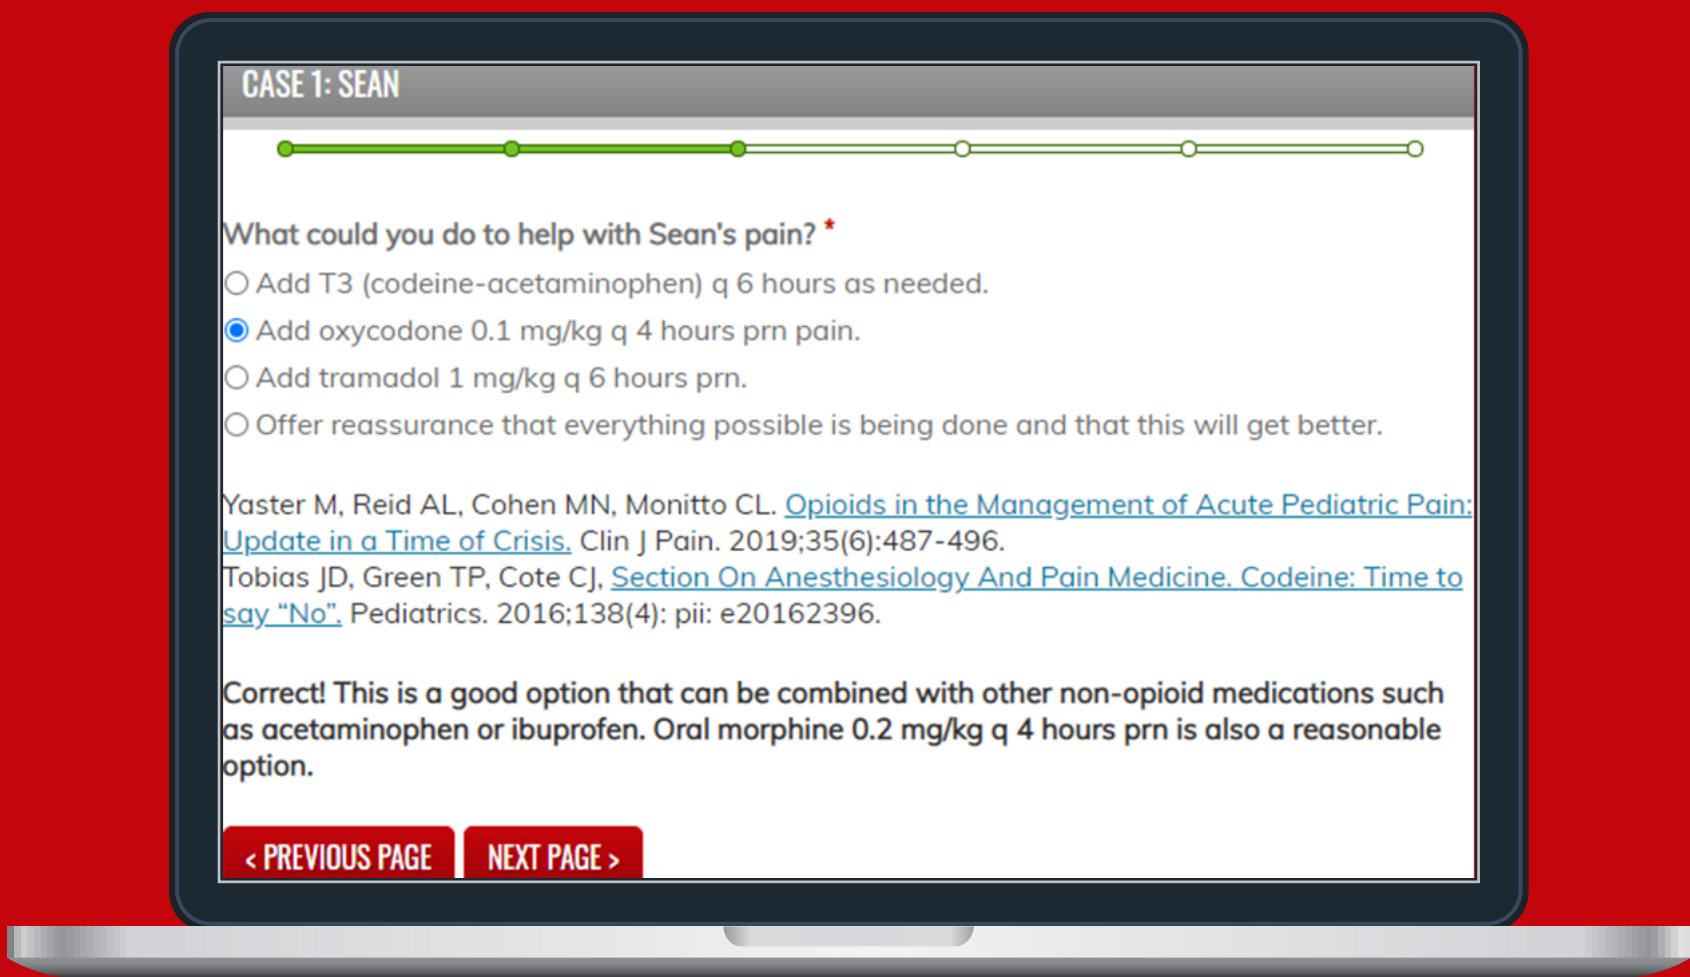 CASE 1: SEAN
What could you do to help with Sean's pain? *
Add T3 (codeine-acetaminophen) q 6 hours as needed.
Add oxycodone 0.1 mg/kg q 4 hours prn pain.
Add tramadol 1 mg/kg q 6 hours prn.
Offer reassurance that everything possible is being done and that this will get better.
Yaster M, Reid AL, Cohen MN, Monitto CL. Opioids in the Management of Acute Pediatric Pain:
Update in a Time of Crisis. Clin J Pain. 2019;35(6):487-496.
Tobias JD, Green TP, Cote CJ, Section On Anesthesiology And Pain Medicine. Codeine: Time to
say “No”. Pediatrics. 2016;138(4): pii: e20162396.
Correct! This is a good option that can be combined with other non-opioid medications such
as acetaminophen or ibuprofen. Oral morphine 0.2 mg/kg q 4 hours prn is also a reasonable
option.
< PREVIOUS PAGE NEXT PAGE >